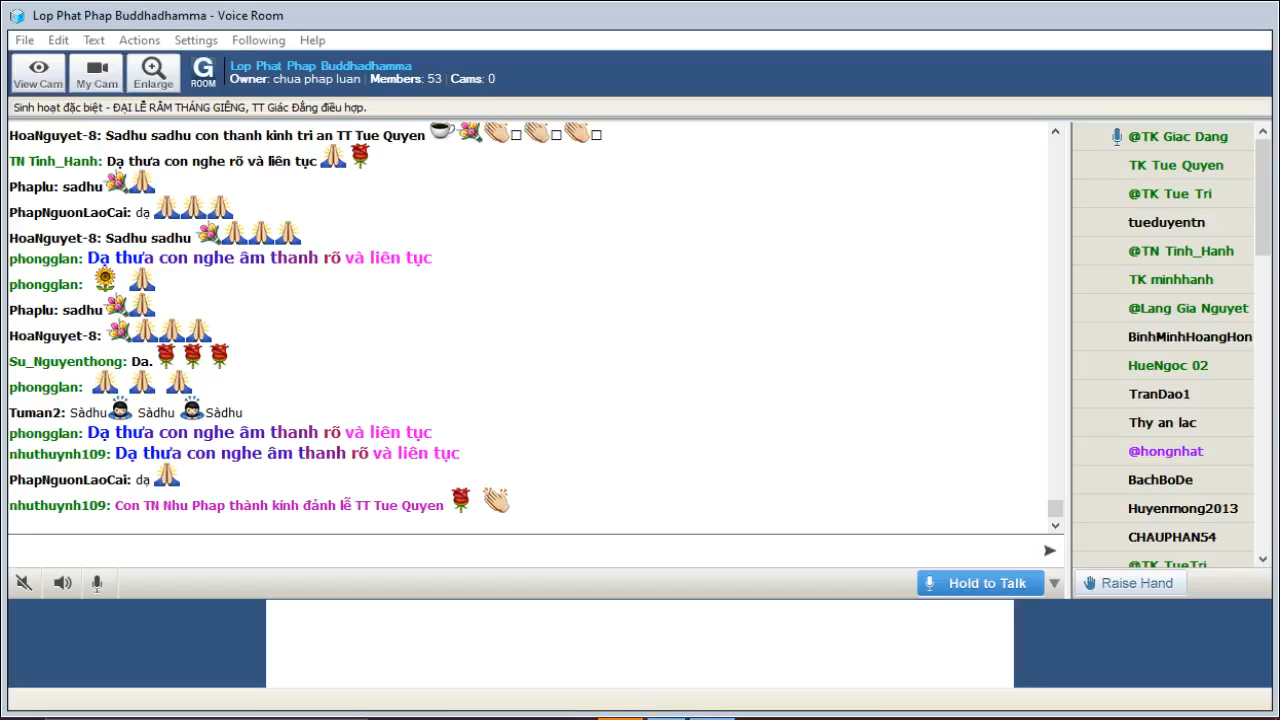 Lop Phat Phap Buddhadhamma - Voice Room
File Edit Text Actions Settings Following Help
View Cam My Cam Enlarge G ROOM
Lop Phat Phap Buddhadhamma
Owner: chua phap luan | Members: 53 | Cams: 0
Sinh hoạt đặc biệt - ĐẠI LỄ RẰM THÁNG GIÊNG, TT Giác Đẳng điều hợp.
HoaNguyet-8: Sadhu sadhu con thanh kinh tri an TT Tue Quyen
TN Tinh_Hanh: Dạ thưa con nghe rõ và liên tục
Phaplu: sadhu
PhapNguonLaoCai: dạ
HoaNguyet-8: Sadhu sadhu
phongglan: Dạ thưa con nghe âm thanh rõ và liên tục
phongglan:
Phaplu: sadhu
HoaNguyet-8:
Su_Nguyenthong: Da.
phongglan:
Tuman2: Sàdhu Sàdhu Sàdhu
phongglan: Dạ thưa con nghe âm thanh rõ và liên tục
nhuthuynh109: Dạ thưa con nghe âm thanh rõ và liên tục
PhapNguonLaoCai: dạ
nhuthuynh109: Con TN Nhu Phap thành kính đảnh lễ TT Tue Quyen
@TK Giac Dang
TK Tue Quyen
@TK Tue Tri
tueduyentn
@TN Tinh_Hanh
TK minhhanh
@Lang Gia Nguyet
BinhMinhHoangHon
HueNgoc 02
TranDao1
Thy an lac
@hongnhat
BachBoDe
Huyenmong2013
CHAUPHAN54
@TK TueTri
Hold to Talk
Raise Hand